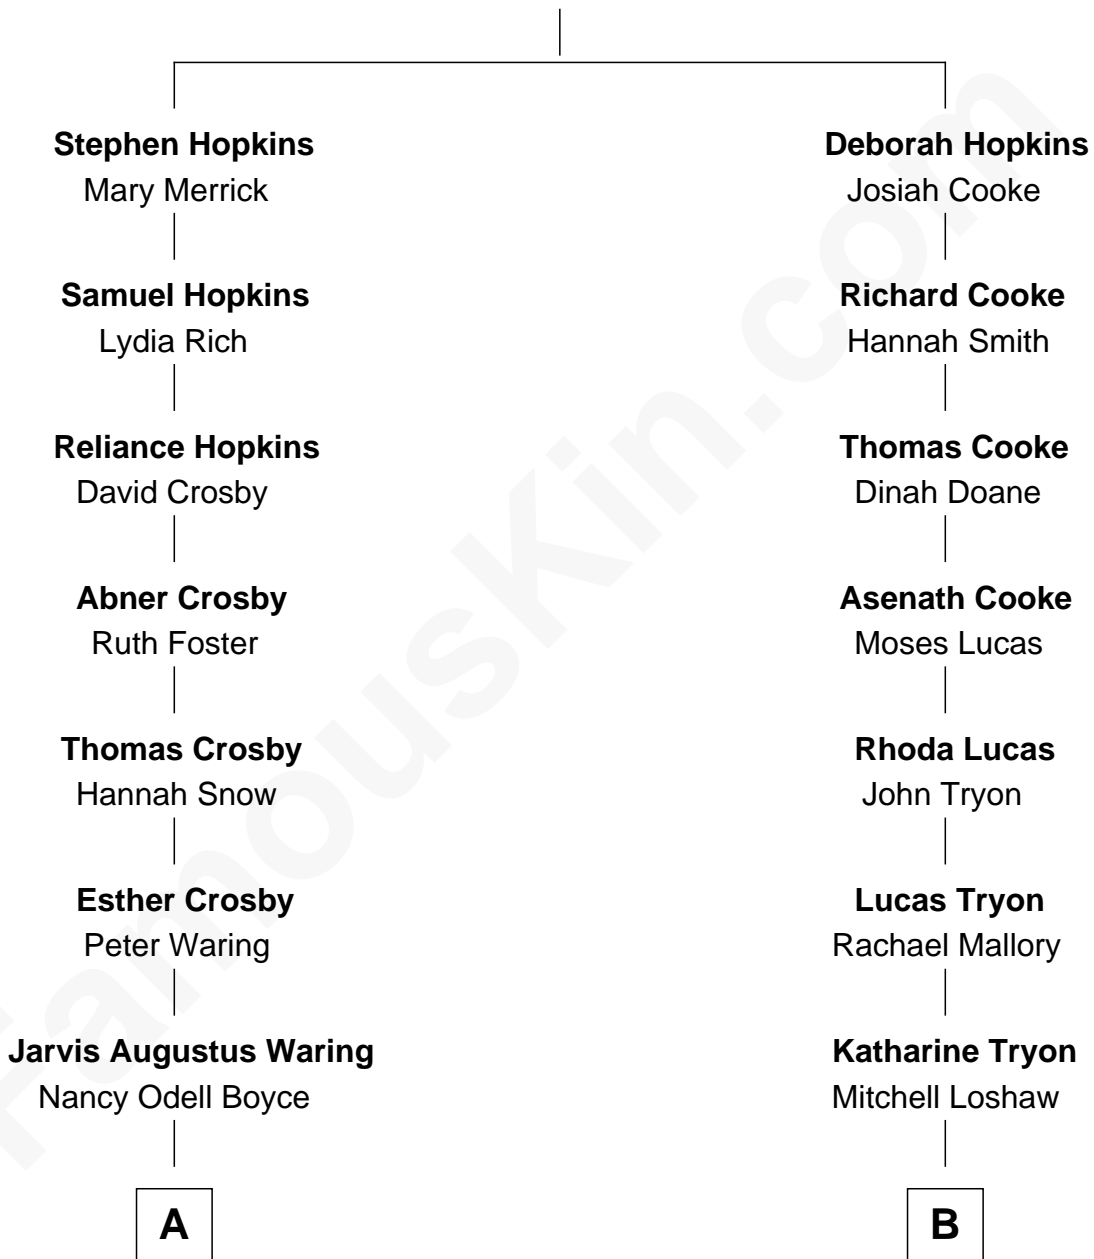 Stephen Hopkins
Mary Merrick
Samuel Hopkins
Lydia Rich
Reliance Hopkins
David Crosby
Abner Crosby
Ruth Foster
Thomas Crosby
Hannah Snow
Esther Crosby
Peter Waring
Jarvis Augustus Waring
Nancy Odell Boyce
A
Deborah Hopkins
Josiah Cooke
Richard Cooke
Hannah Smith
Thomas Cooke
Dinah Doane
Asenath Cooke
Moses Lucas
Rhoda Lucas
John Tryon
Lucas Tryon
Rachael Mallory
Katharine Tryon
Mitchell Loshaw
B
FamousKin.com